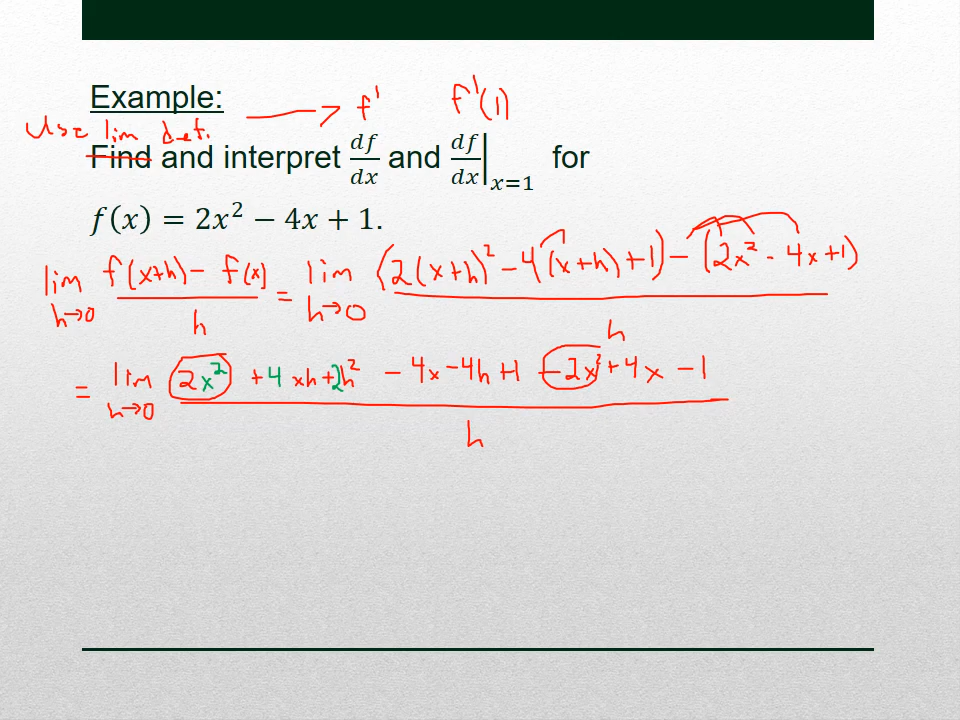 Example: → f' f'(1)
Use lim def.
Find and interpret df/dx and df/dx|x=1 for
f(x) = 2x² − 4x + 1.
lim h→0 f(x+h) − f(x) / h = lim h→0 (2(x+h)² − 4(x+h) + 1) − (2x² − 4x + 1) / h
= lim h→0 2x² + 4xh + 2h² − 4x − 4h + 1 − 2x² + 4x − 1 / h